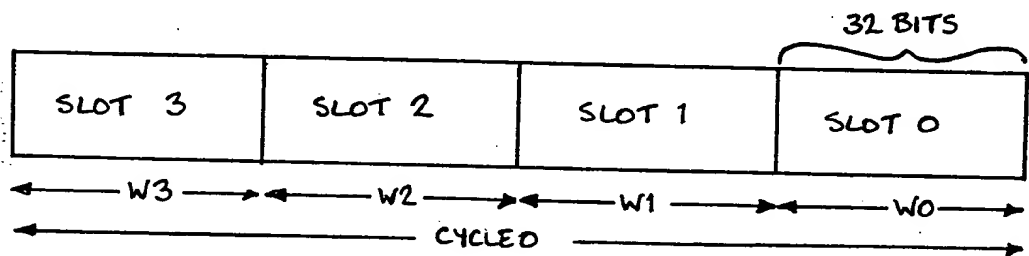 32 BITS
SLOT 3 SLOT 2 SLOT 1 SLOT 0
W3 W2 W1 W0
CYCLE0